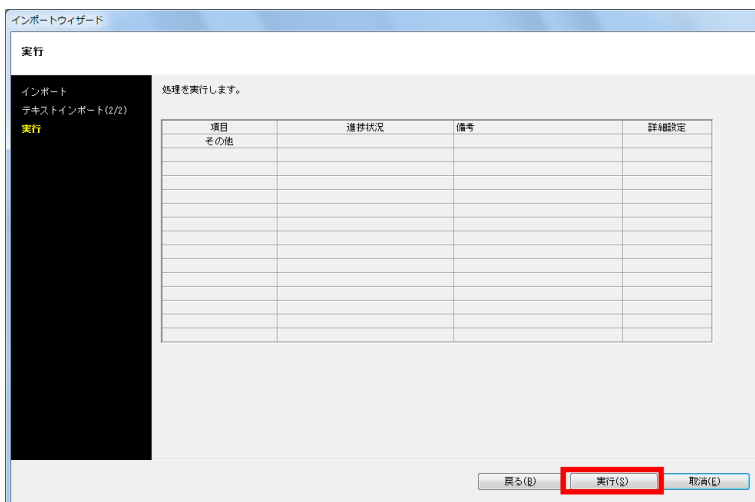 インポートウィザード
実行
インポート
テキストインポート(2/2)
実行
処理を実行します。
項目 進捗状況 備考 詳細設定
その他
戻る(B) 実行(S) 取消(E)